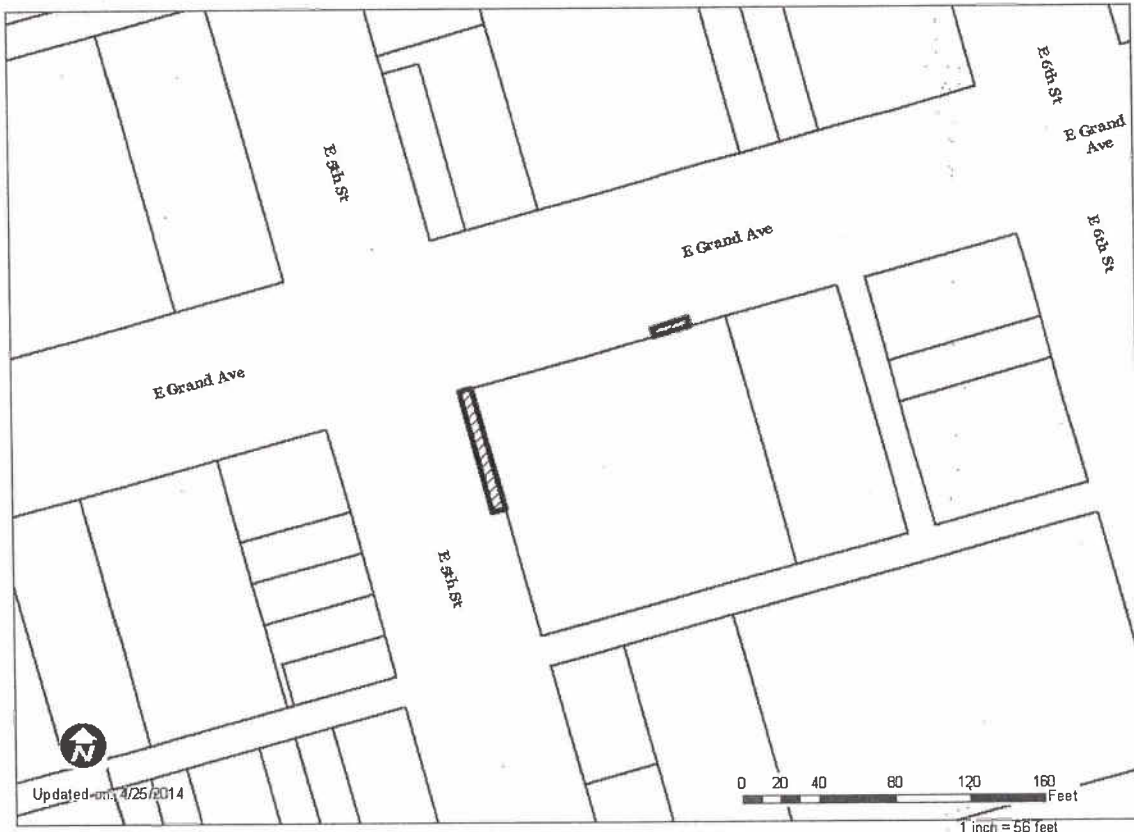 E 6th St
E Grand
Ave
E 5th St
E 6th St
E Grand Ave
E Grand Ave
E 5th St
N
Updated on: 4/25/2014
0 20 40 80 120 160
Feet
1 inch = 56 feet